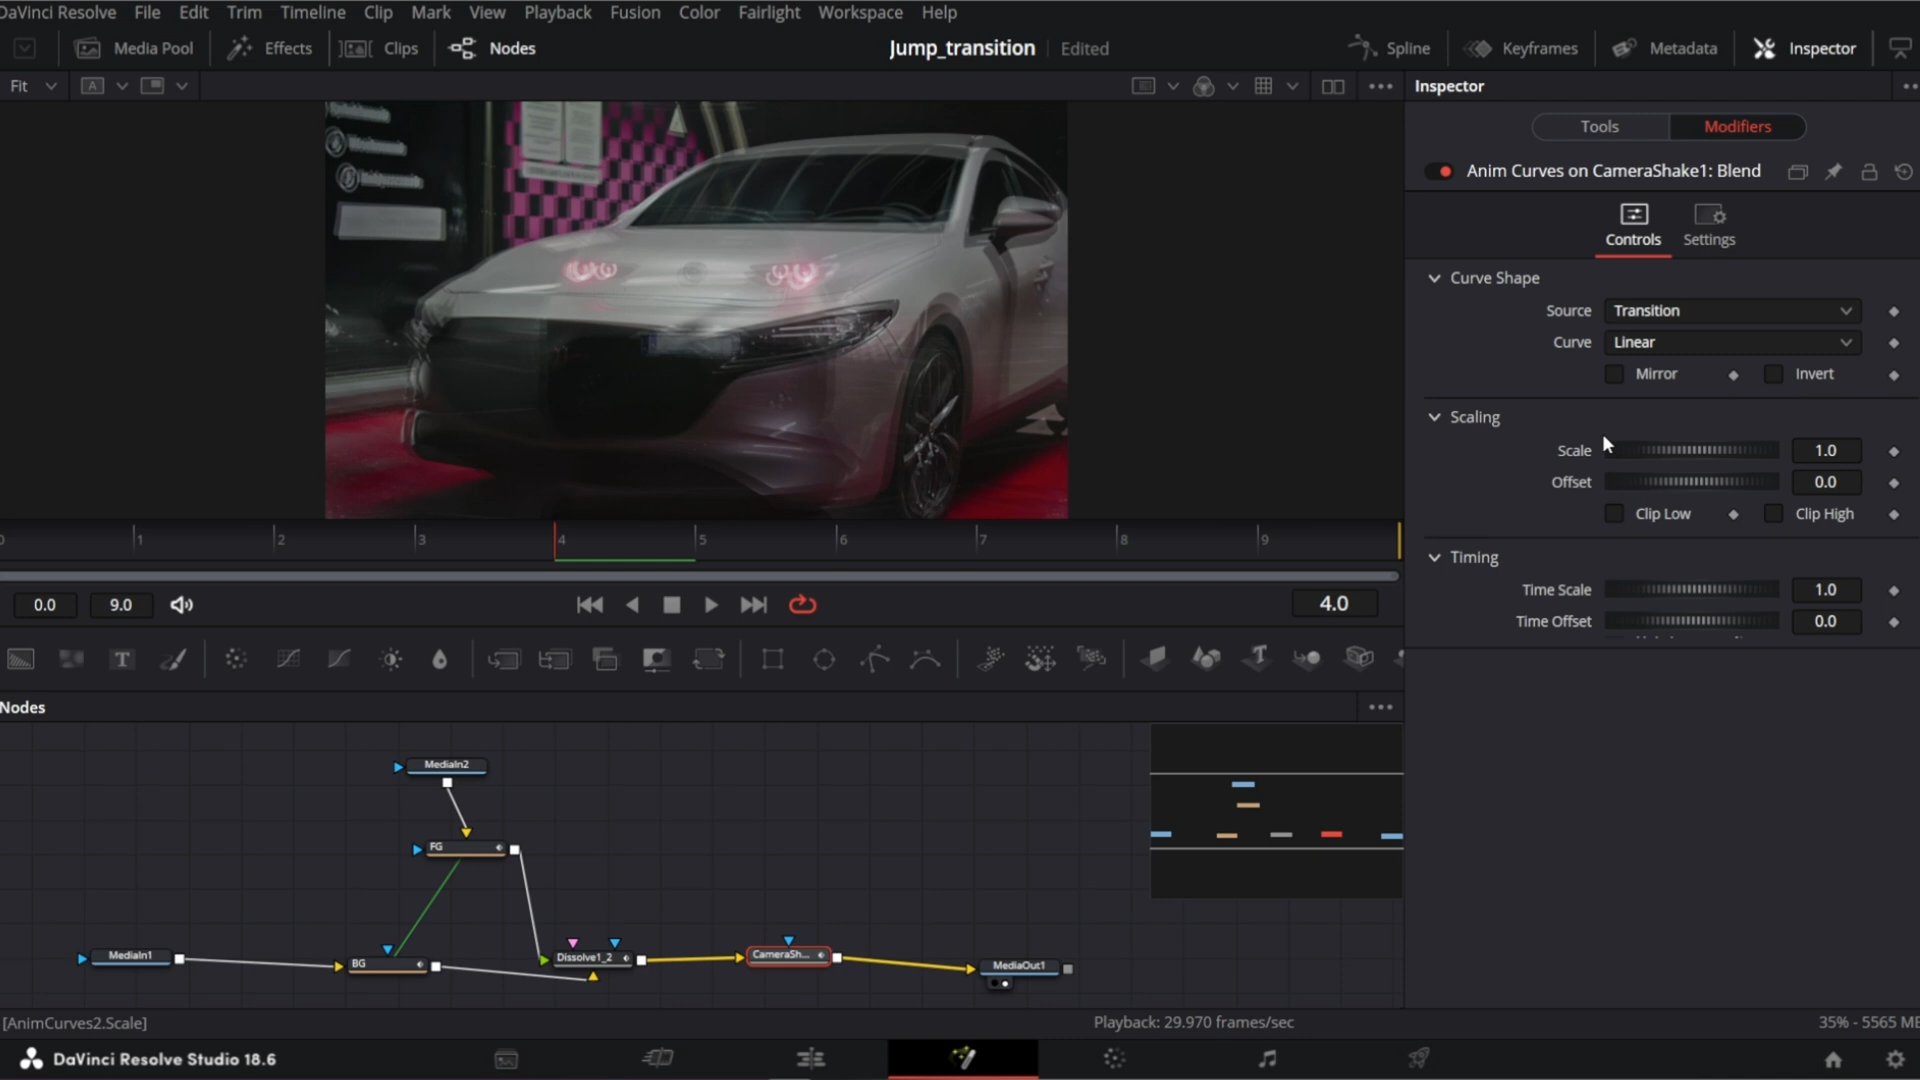 DaVinci Resolve File Edit Trim Timeline Clip Mark View Playback Fusion Color Fairlight Workspace Help
Media Pool Effects Clips Nodes Jump_transition Edited Spline Keyframes Metadata Inspector
Fit A Inspector
Tools Modifiers
Anim Curves on CameraShake1: Blend
Controls Settings
Curve Shape
Source Transition
Curve Linear
Mirror Invert
Scaling
Scale 1.0
Offset 0.0
Clip Low Clip High
0 1 2 3 4 5 6 7 8 9
Timing
0.0 9.0 4.0
Time Scale 1.0
Time Offset 0.0
Nodes
MediaIn2
FG
MediaIn1 BG Dissolve1_2 CameraSh... MediaOut1
[AnimCurves2.Scale] Playback: 29.970 frames/sec 35% - 5565 ME
DaVinci Resolve Studio 18.6